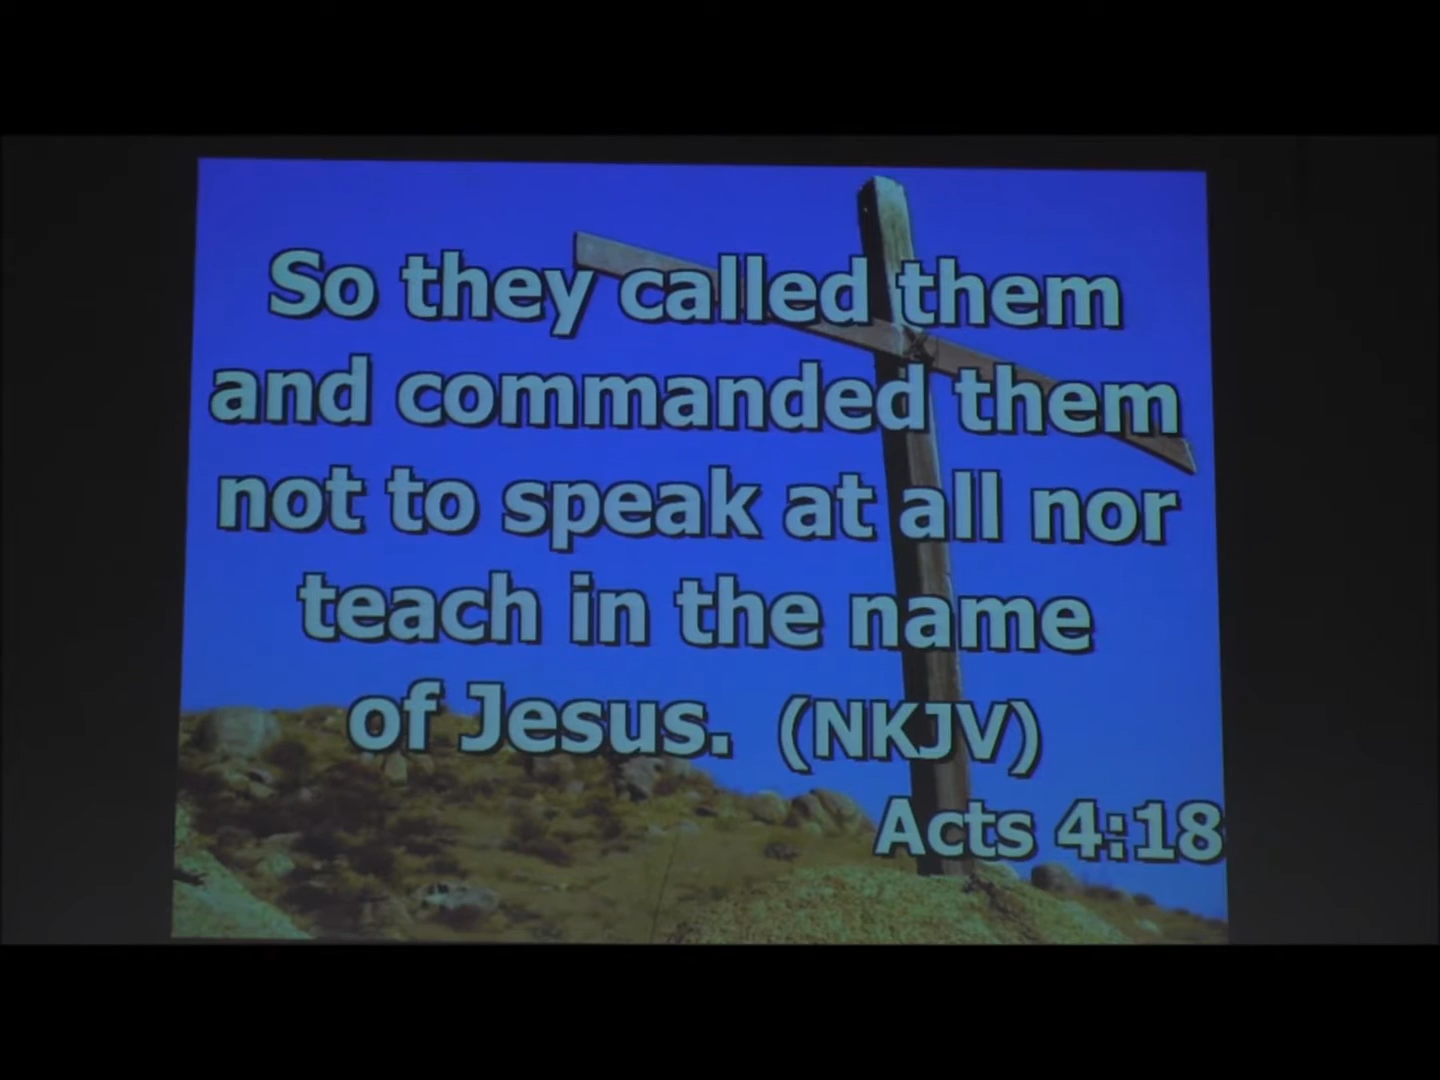 So they called them
and commanded them
not to speak at all nor
teach in the name
of Jesus. (NKJV)
Acts 4:18